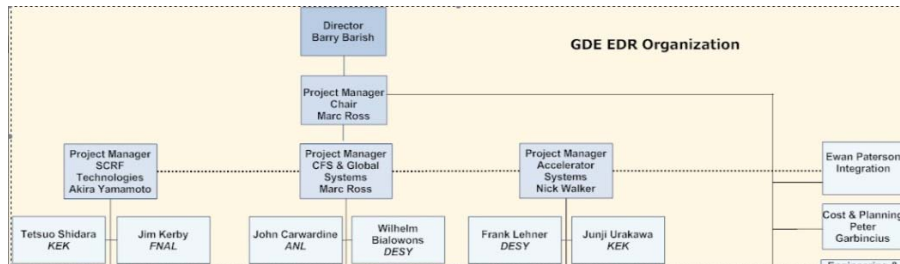 Director
Barry Barish
GDE EDR Organization
Project Manager
Chair
Marc Ross
Project Manager
SCRF
Technologies
Akira Yamamoto
Project Manager
CFS & Global
Systems
Marc Ross
Project Manager
Accelerator
Systems
Nick Walker
Ewan Paterson
Integration
Tetsuo Shidara
KEK
Jim Kerby
FNAL
John Carwardine
ANL
Wilhelm
Bialowons
DESY
Frank Lehner
DESY
Junji Urakawa
KEK
Cost & Planning
Peter
Garbincius